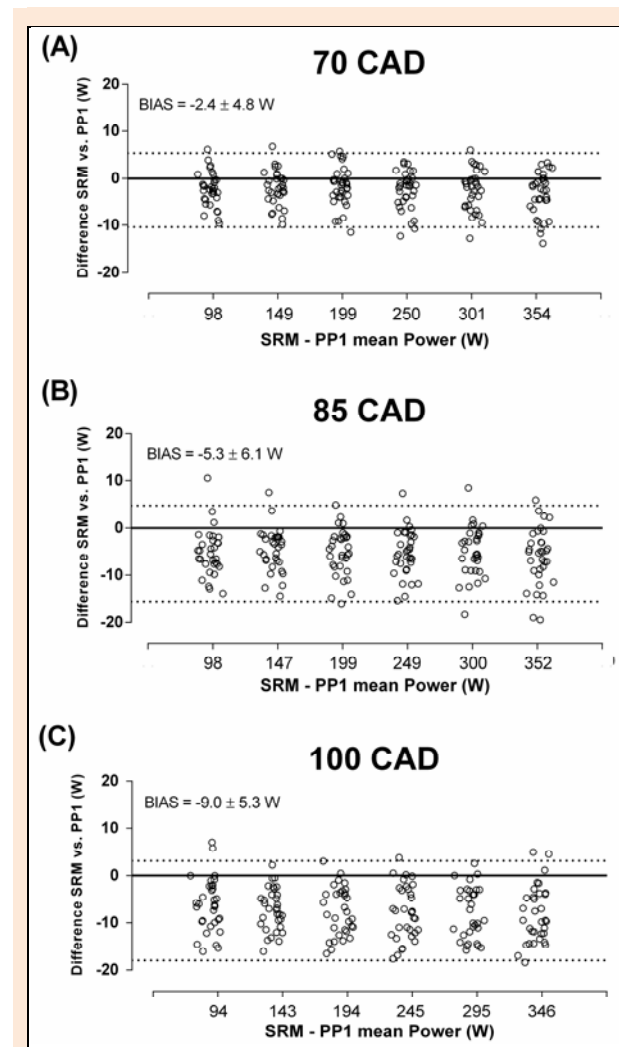 (A)
70 CAD
20
BIAS = -2.4 ± 4.8 W
10
0
-10
-20
Difference SRM vs. PP1 (W)
98 149 199 250 301 354
SRM - PP1 mean Power (W)
(B)
85 CAD
20
BIAS = -5.3 ± 6.1 W
10
0
-10
-20
Difference SRM vs. PP1 (W)
98 147 199 249 300 352
SRM - PP1 mean Power (W)
(C)
100 CAD
20
BIAS = -9.0 ± 5.3 W
10
0
-10
-20
Difference SRM vs. PP1 (W)
94 143 194 245 295 346
SRM - PP1 mean Power (W)